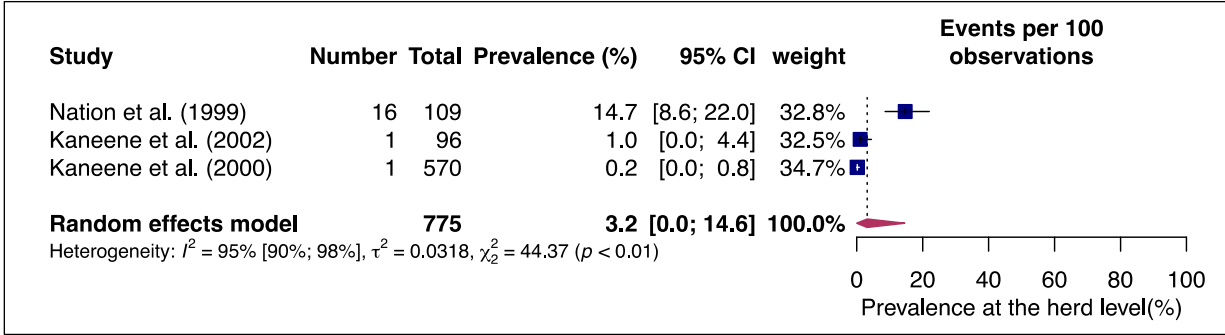 Events per 100
Study Number Total Prevalence (%) 95% CI weight observations
Nation et al. (1999) 16 109 14.7 [8.6; 22.0] 32.8%
Kaneene et al. (2002) 1 96 1.0 [0.0; 4.4] 32.5%
Kaneene et al. (2000) 1 570 0.2 [0.0; 0.8] 34.7%
Random effects model 775 3.2 [0.0; 14.6] 100.0%
Heterogeneity: I² = 95% [90%; 98%], τ² = 0.0318, χ²₂ = 44.37 (p < 0.01)
0 20 40 60 80 100
Prevalence at the herd level(%)